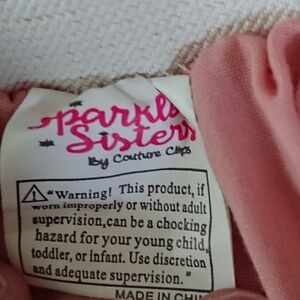 Sparkle
Sisters
By Couture Clips
"Warning! This product, if
worn improperly or without adult
supervision,can be a chocking
hazard for your young child,
toddler, or infant. Use discretion
and adequate supervision."
MADE IN CHI